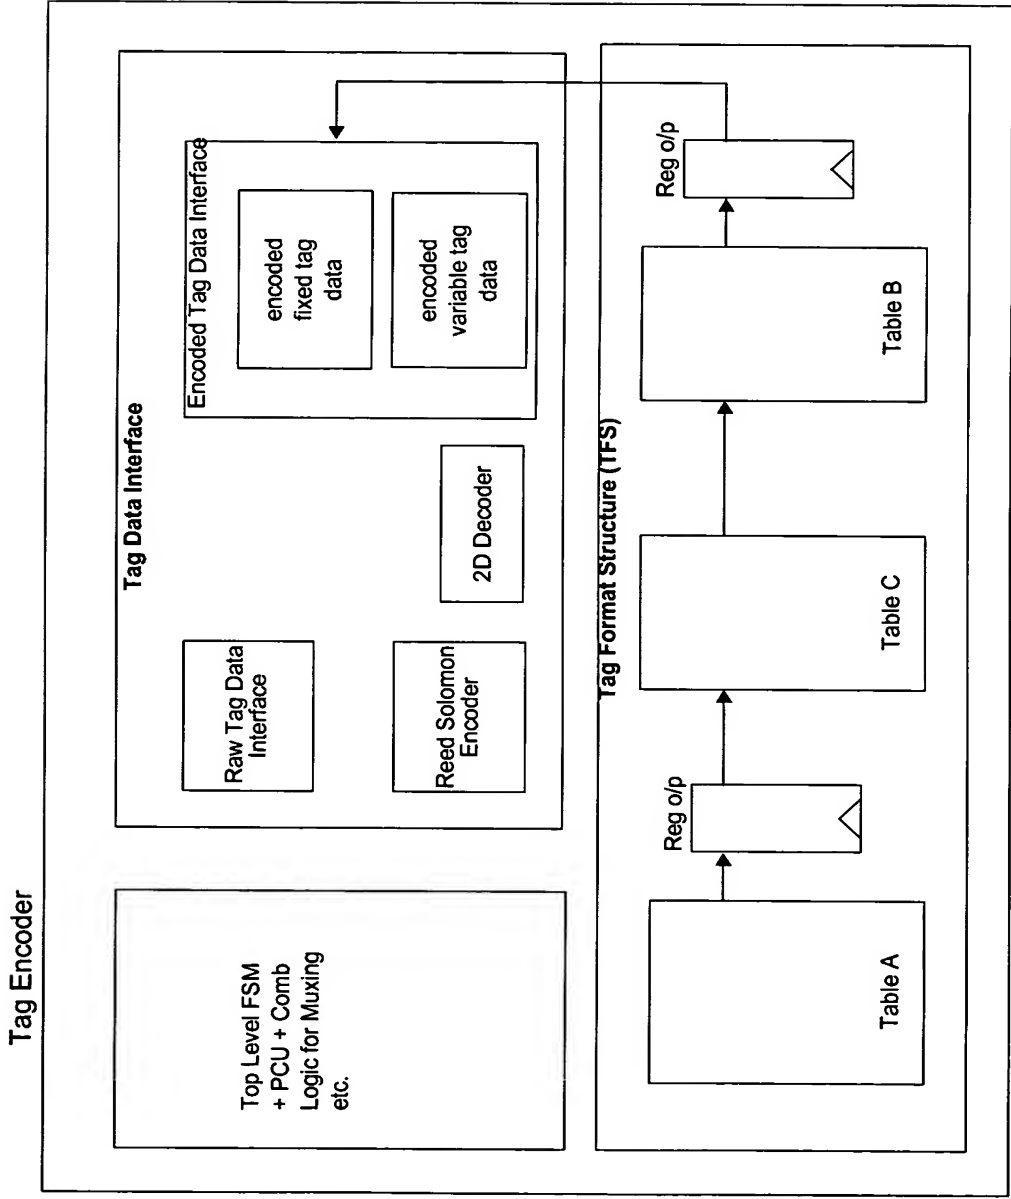 Tag Encoder
Top Level FSM
+ PCU + Comb
Logic for Muxing
etc.
Tag Data Interface
Raw Tag Data
Interface
Reed Solomon
Encoder
2D Decoder
Encoded Tag Data Interface
encoded
fixed tag
data
encoded
variable tag
data
Tag Format Structure (TFS)
Table A
Reg o/p
Table C
Table B
Reg o/p